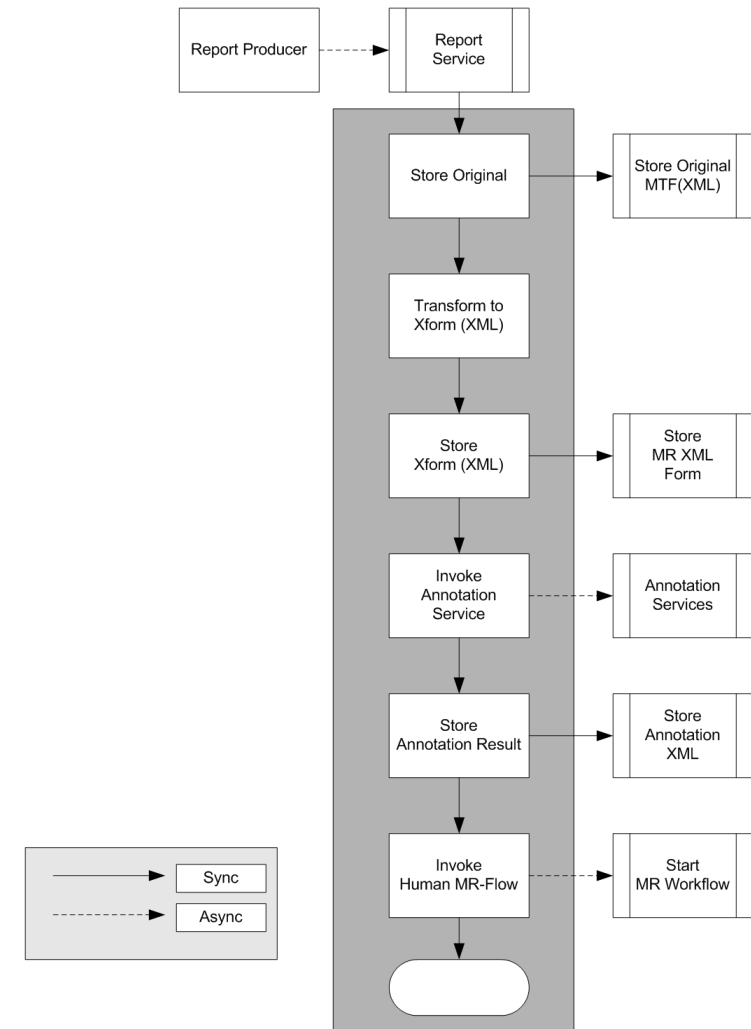 Report Producer
Report
Service
Store Original
Store Original
MTF(XML)
Transform to
Xform (XML)
Store
Xform (XML)
Store
MR XML
Form
Invoke
Annotation
Service
Annotation
Services
Store
Annotation Result
Store
Annotation
XML
Invoke
Human MR-Flow
Start
MR Workflow
Sync
Async